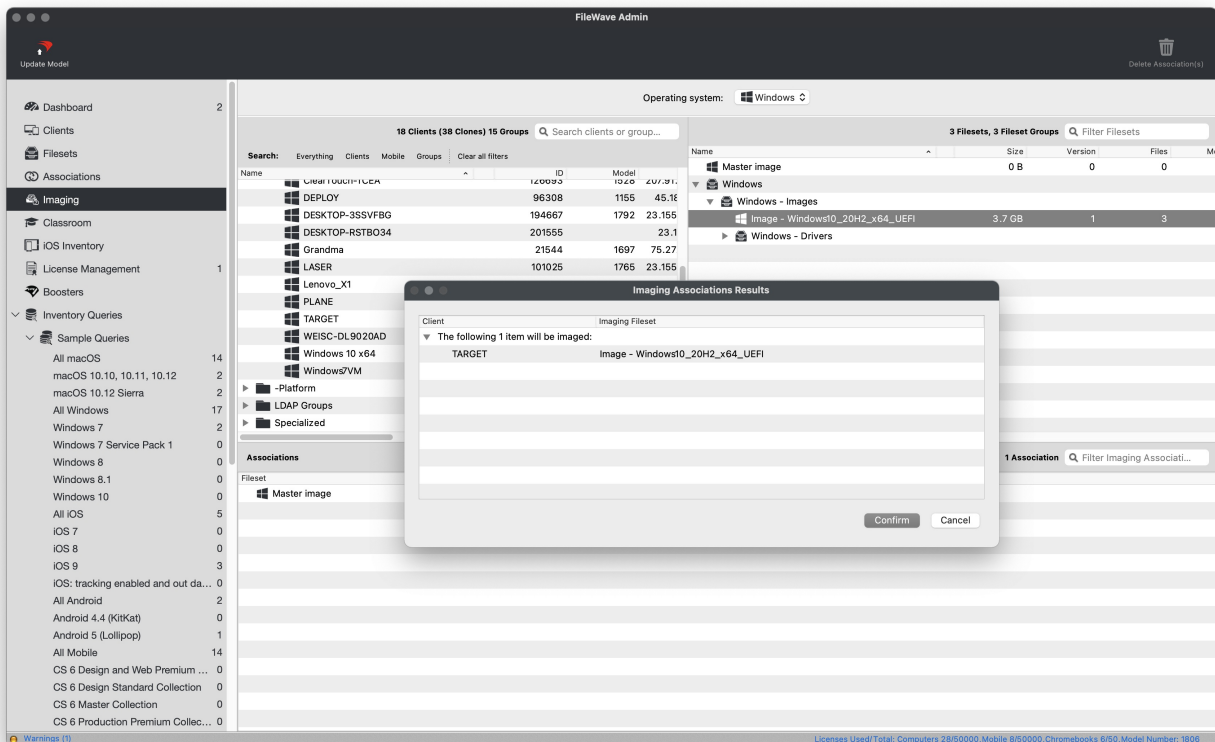 FileWave Admin
Update Model
Delete Association(s)
Dashboard 2
Clients
Filesets
Associations
Imaging
Classroom
iOS Inventory
License Management 1
Boosters
Inventory Queries
Sample Queries
All macOS 14
macOS 10.10, 10.11, 10.12 2
macOS 10.12 Sierra 2
All Windows 17
Windows 7 2
Windows 7 Service Pack 1 0
Windows 8 0
Windows 8.1 0
Windows 10 0
All iOS 5
iOS 7 0
iOS 8 0
iOS 9 3
iOS: tracking enabled and out da... 0
All Android 2
Android 4.4 (KitKat) 0
Android 5 (Lollipop) 1
All Mobile 14
CS 6 Design and Web Premium ... 0
CS 6 Design Standard Collection 0
CS 6 Master Collection 0
CS 6 Production Premium Collec... 0
Operating system: Windows
18 Clients (38 Clones) 15 Groups Search clients or group...
Search: Everything Clients Mobile Groups Clear all filters
Name ID Model
ClearTouch-TCEA 126693 1528 207.91.
DEPLOY 96308 1155 45.18
DESKTOP-3SSVFBG 194667 1792 23.155
DESKTOP-RSTBO34 201555 23.1
Grandma 21544 1697 75.27
LASER 101025 1765 23.155
Lenovo_X1
PLANE
TARGET
WEISC-DL9020AD
Windows 10 x64
Windows7VM
-Platform
LDAP Groups
Specialized
3 Filesets, 3 Fileset Groups Filter Filesets
Name Size Version Files M
Master image 0 B 0 0
Windows
Windows - Images
Image - Windows10_20H2_x64_UEFI 3.7 GB 1 3
Windows - Drivers
Imaging Associations Results
Client Imaging Fileset
The following 1 item will be imaged:
TARGET Image - Windows10_20H2_x64_UEFI
Confirm Cancel
Associations 1 Association Filter Imaging Associati...
Fileset
Master image
Warnings (1)
Licenses Used/Total: Computers 28/50000,Mobile 8/50000,Chromebooks 6/50,Model Number: 1806